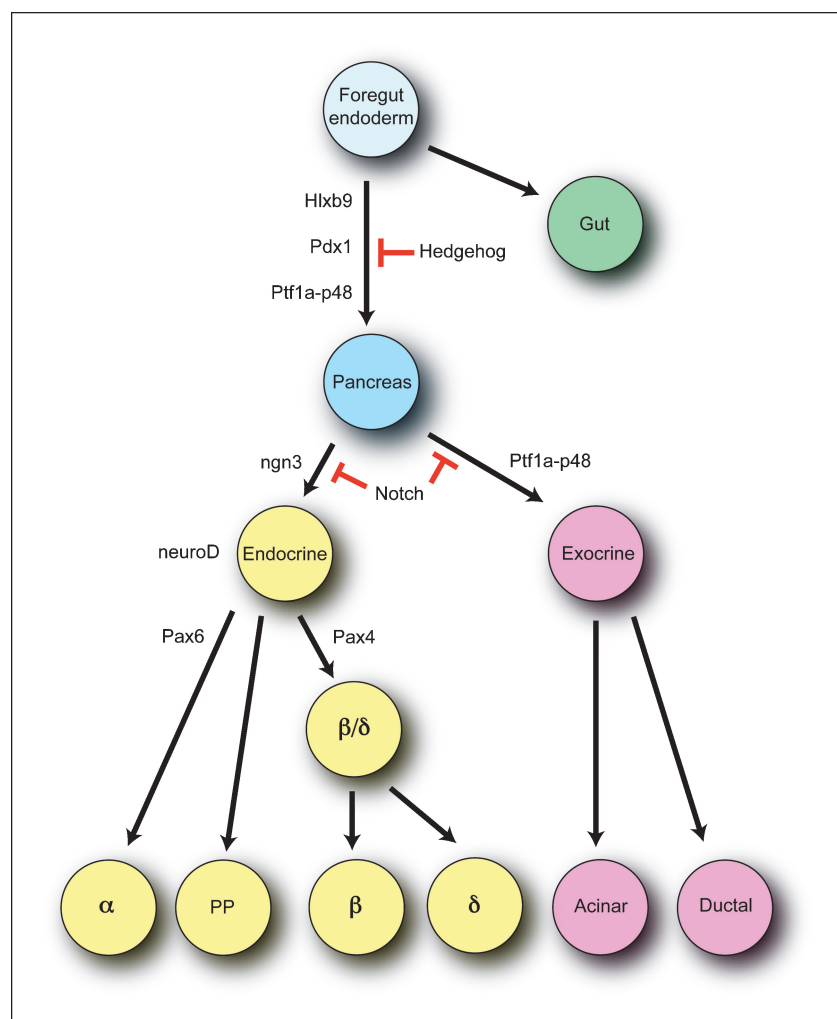 Foregut
endoderm
Hlxb9
Gut
Pdx1
Hedgehog
Ptf1a-p48
Pancreas
ngn3
Ptf1a-p48
Notch
neuroD
Endocrine
Exocrine
Pax6
Pax4
β/δ
α
PP
β
δ
Acinar
Ductal